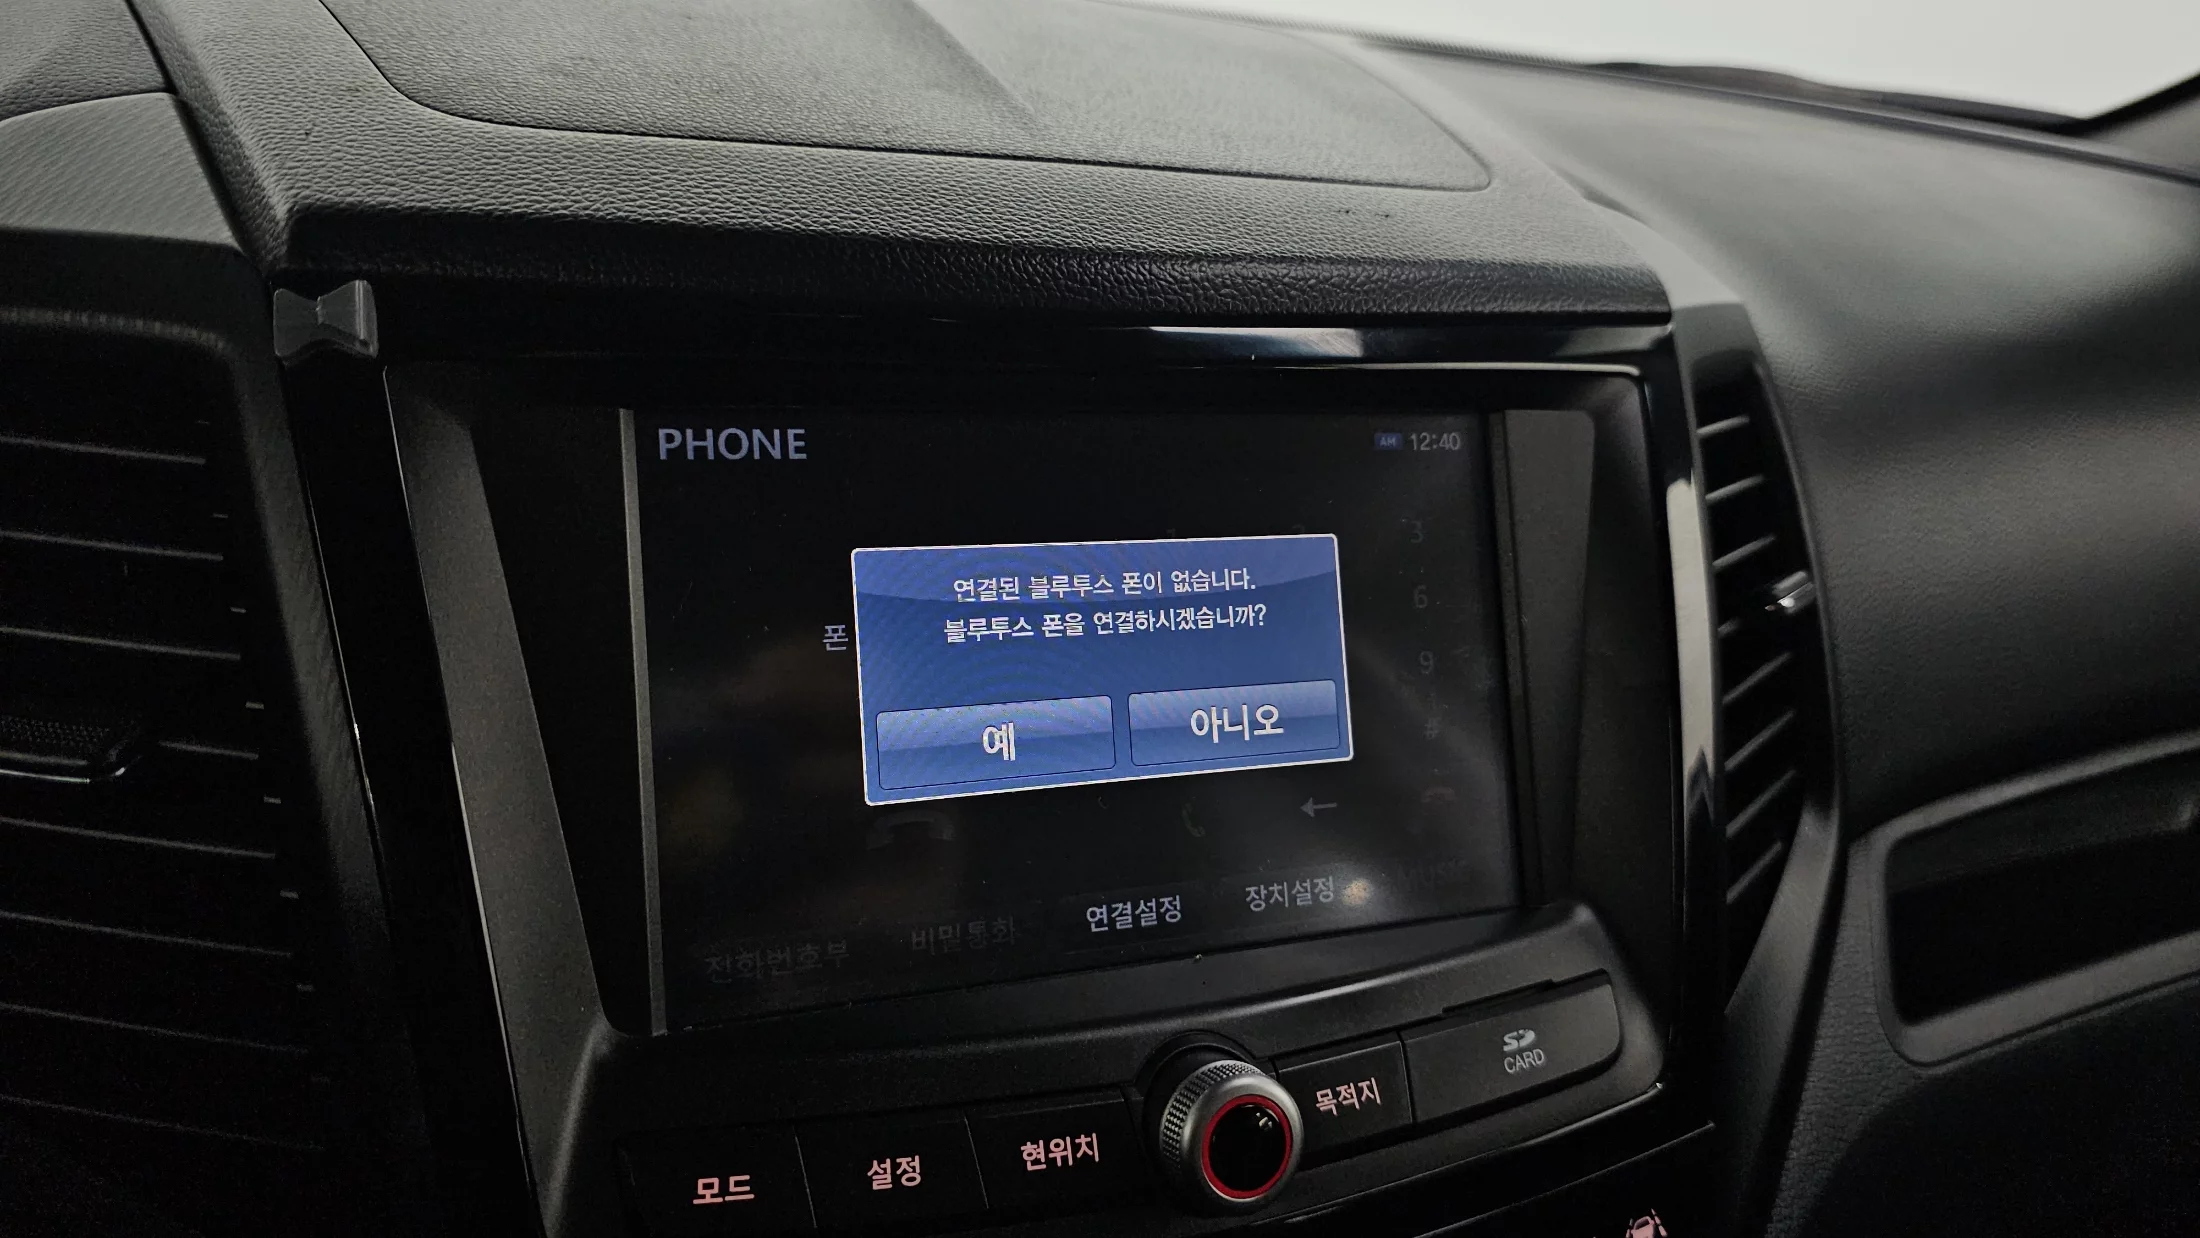 PHONE
AM 12:40
3
연결된 블루투스 폰이 없습니다.
블루투스 폰을 연결하시겠습니까?
6
폰
9
예
아니오
#
전화번호부
비밀통화
연결설정
장치설정
모드
설정
현위치
목적지
SD
CARD